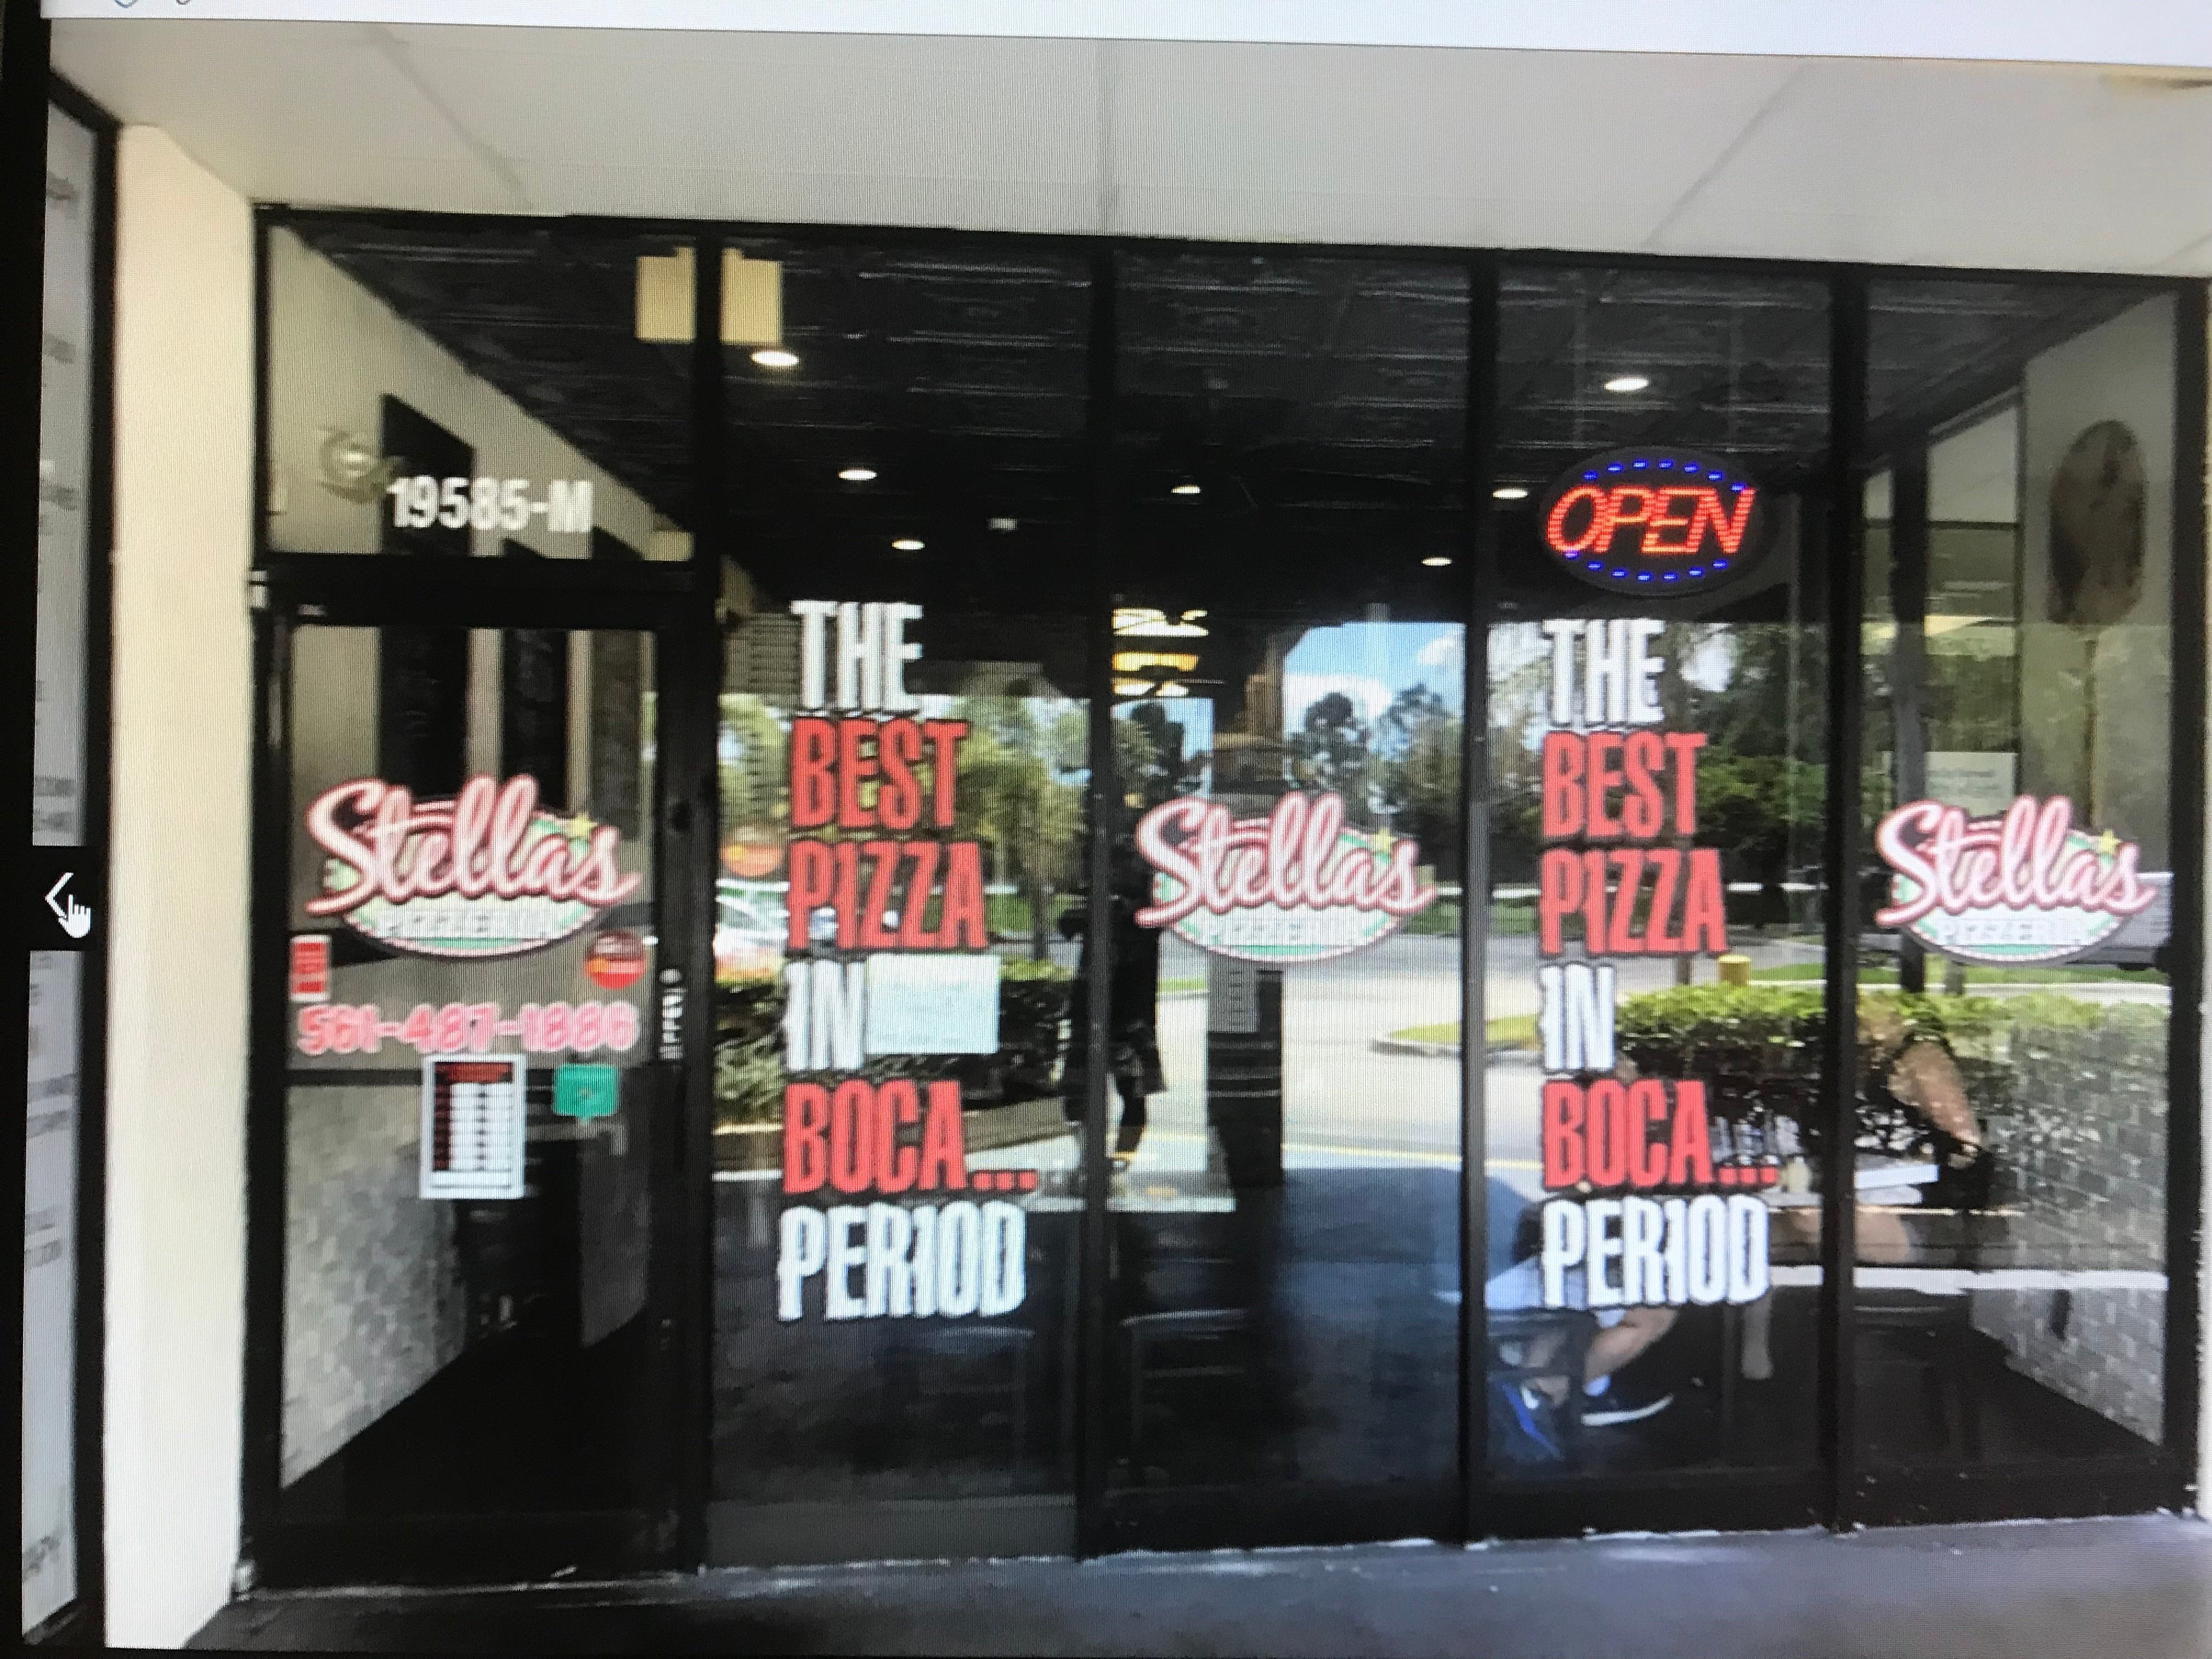 19585-M
OPEN
Stellas
PIZZERIA
561-487-1886
THE
BEST
PIZZA
IN
BOCA...
PERIOD
Stellas
PIZZERIA
THE
BEST
PIZZA
IN
BOCA...
PERIOD
Stellas
PIZZERIA